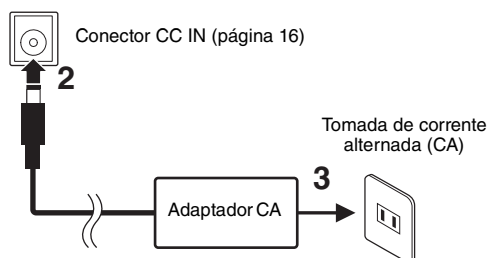 Conector CC IN (página 16)
2
Tomada de corrente
alternada (CA)
3
Adaptador CA